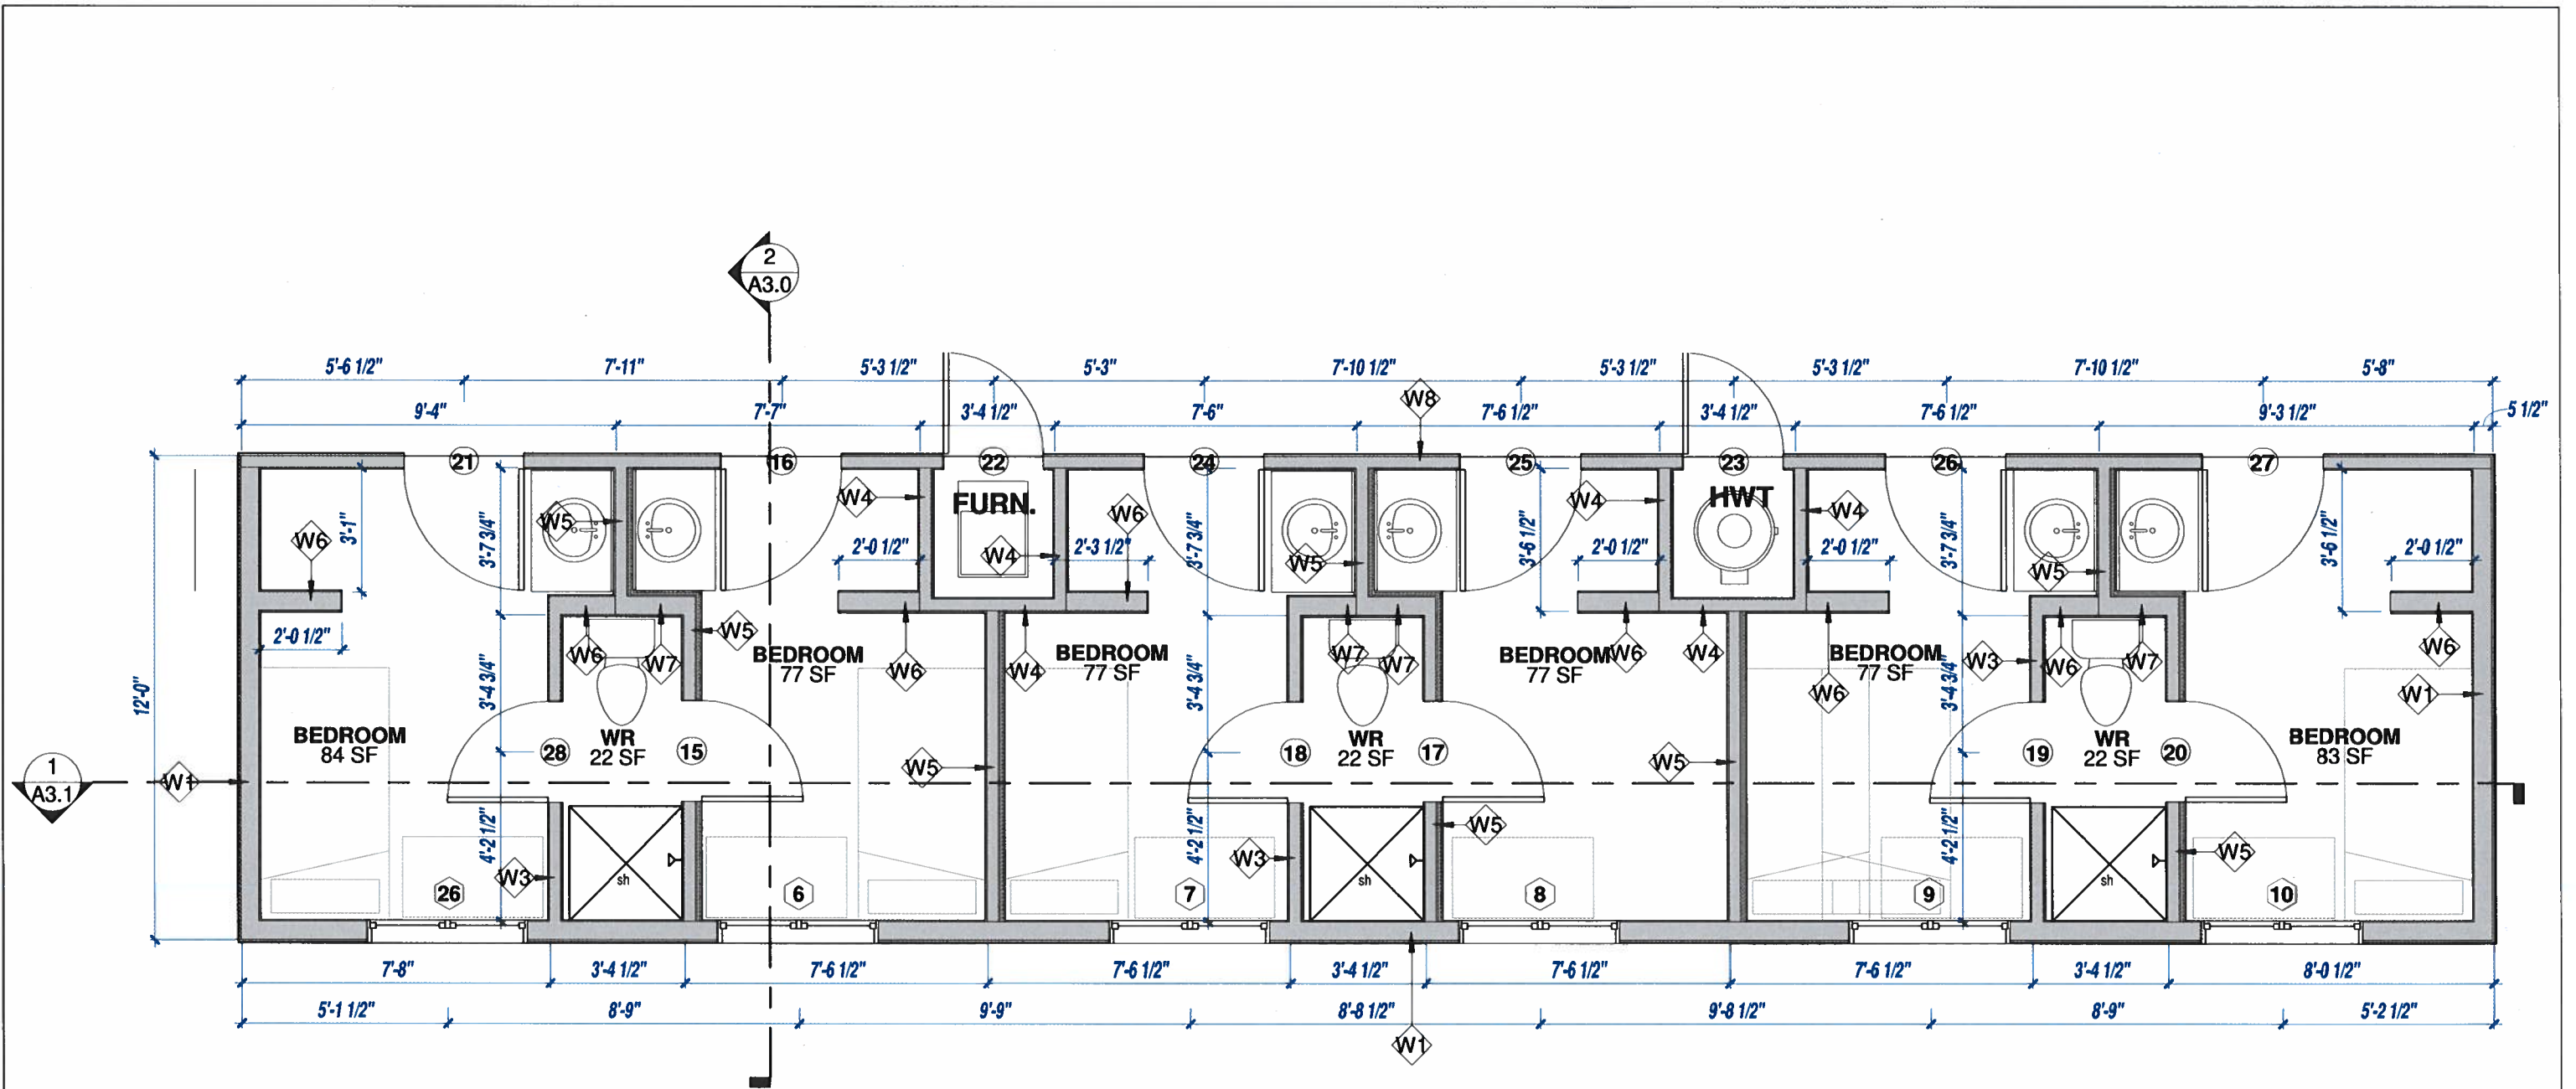 2
A3.0
5'-6 1/2" 7'-11" 5'-3 1/2" 5'-3" 7'-10 1/2" 5'-3 1/2" 5'-3 1/2" 7'-10 1/2" 5'-8"
W8
9'-4" 7'-7" 3'-4 1/2" 7'-6" 7'-6 1/2" 3'-4 1/2" 7'-6 1/2" 9'-3 1/2" 5 1/2"
21 16 22 24 25 23 26 27
W4 FURN. W6 W4 HWT W4
W6 3'-1" 3'-7 3/4" W5 2'-0 1/2" W4 2'-3 1/2" 3'-7 3/4" W5 3'-6 1/2" 2'-0 1/2" 2'-0 1/2" 3'-7 3/4" W5 3'-6 1/2" 2'-0 1/2"
2'-0 1/2" W5
W6 W7 W6 W4 W7 W7 W6 W4 W6 W3 W6 W7 W6
BEDROOM BEDROOM BEDROOM BEDROOM
77 SF 77 SF 77 SF 77 SF
12'-0" 3'-4 3/4" 3'-4 3/4" 3'-4 3/4" W1
BEDROOM WR WR WR BEDROOM
84 SF 22 SF 22 SF 22 SF 83 SF
28 15 18 17 19 20
1
A3.1
W1 W5 W5
4'-2 1/2" W3 4'-2 1/2" W3 W5 4'-2 1/2" W5
sh sh sh
26 6 7 8 9 10
7'-8" 3'-4 1/2" 7'-6 1/2" 7'-6 1/2" 3'-4 1/2" 7'-6 1/2" 7'-6 1/2" 3'-4 1/2" 8'-0 1/2"
5'-1 1/2" 8'-9" 9'-9" 8'-8 1/2" 9'-8 1/2" 8'-9" 5'-2 1/2"
W1